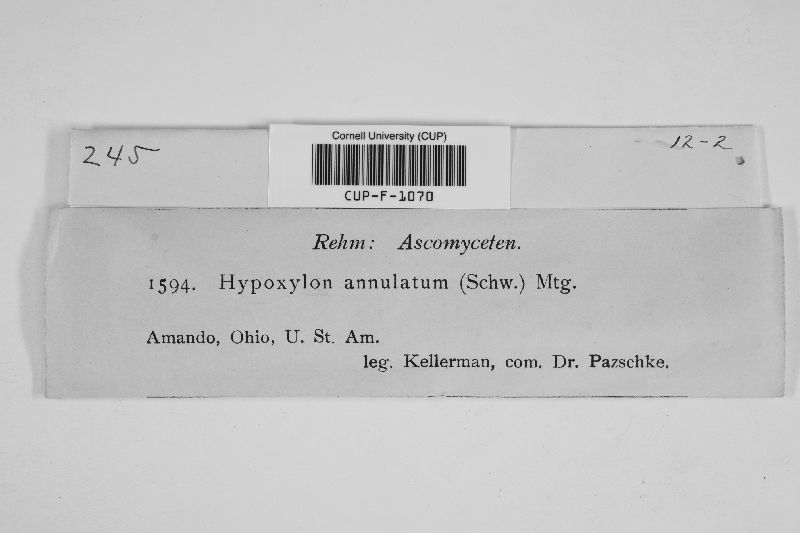 245
12-2
Cornell University (CUP)
CUP-F-1070
Rehm: Ascomyceten.
1594. Hypoxylon annulatum (Schw.) Mtg.
Amando, Ohio, U. St. Am.
leg. Kellerman, com. Dr. Pazschke.